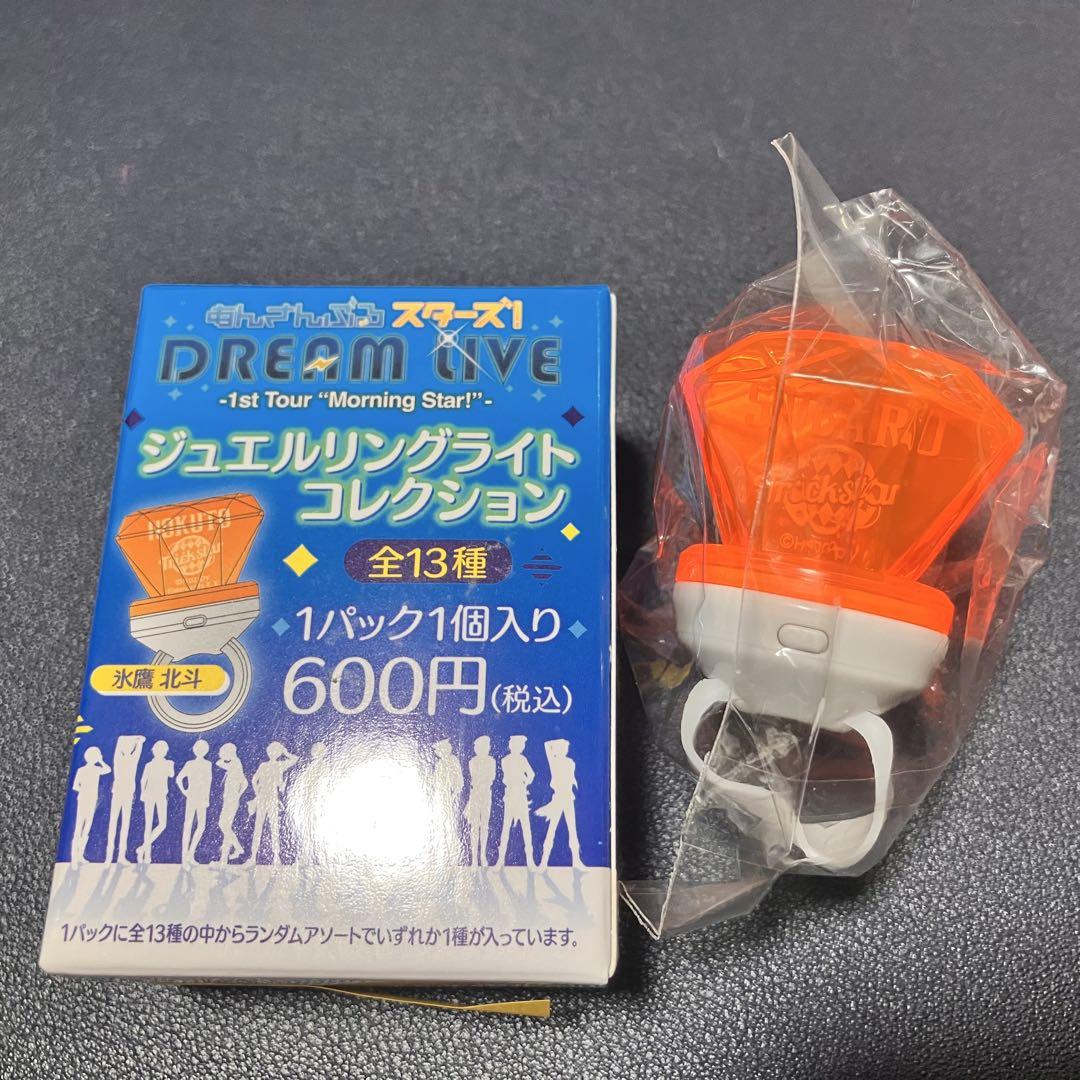 あんさんぶるスターズ!
DREAM LIVE
-1st Tour “Morning Star!”-
ジュエルリングライト
コレクション
全13種
1パック1個入り
600円(税込)
HOKUTO
Trickstar
氷鷹 北斗
1パックに全13種の中からランダムアソートでいずれか1種が入っています。
SUBARU
Trickstar